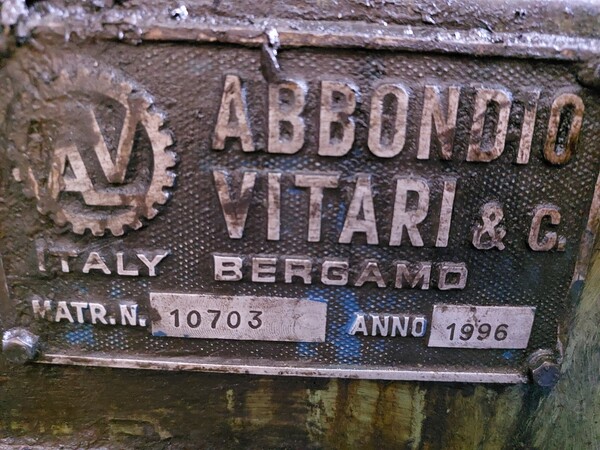 AV
ABBONDIO
VITARI & C.
ITALY BERGAMO
MATR.N. 10703 ANNO 1996